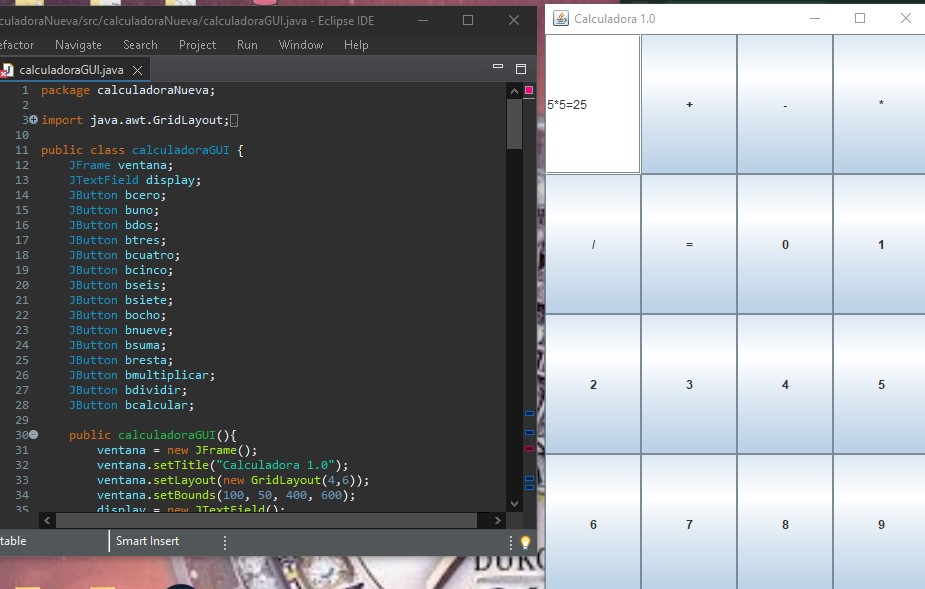 culadoraNueva/src/calculadoraNueva/calculadoraGUI.java - Eclipse IDE
efactor Navigate Search Project Run Window Help
calculadoraGUI.java
1 package calculadoraNueva;
2
3 import java.awt.GridLayout;
10
11 public class calculadoraGUI {
12 JFrame ventana;
13 JTextField display;
14 JButton bcero;
15 JButton buno;
16 JButton bdos;
17 JButton btres;
18 JButton bcuatro;
19 JButton bcinco;
20 JButton bseis;
21 JButton bsiete;
22 JButton bocho;
23 JButton bnueve;
24 JButton bsuma;
25 JButton bresta;
26 JButton bmultiplicar;
27 JButton bdividir;
28 JButton bcalcular;
29
30 public calculadoraGUI(){
31 ventana = new JFrame();
32 ventana.setTitle("Calculadora 1.0");
33 ventana.setLayout(new GridLayout(4,6));
34 ventana.setBounds(100, 50, 400, 600);
35 display = new JTextField();
table Smart Insert
Calculadora 1.0
5*5=25 + - *
/ = 0 1
2 3 4 5
6 7 8 9